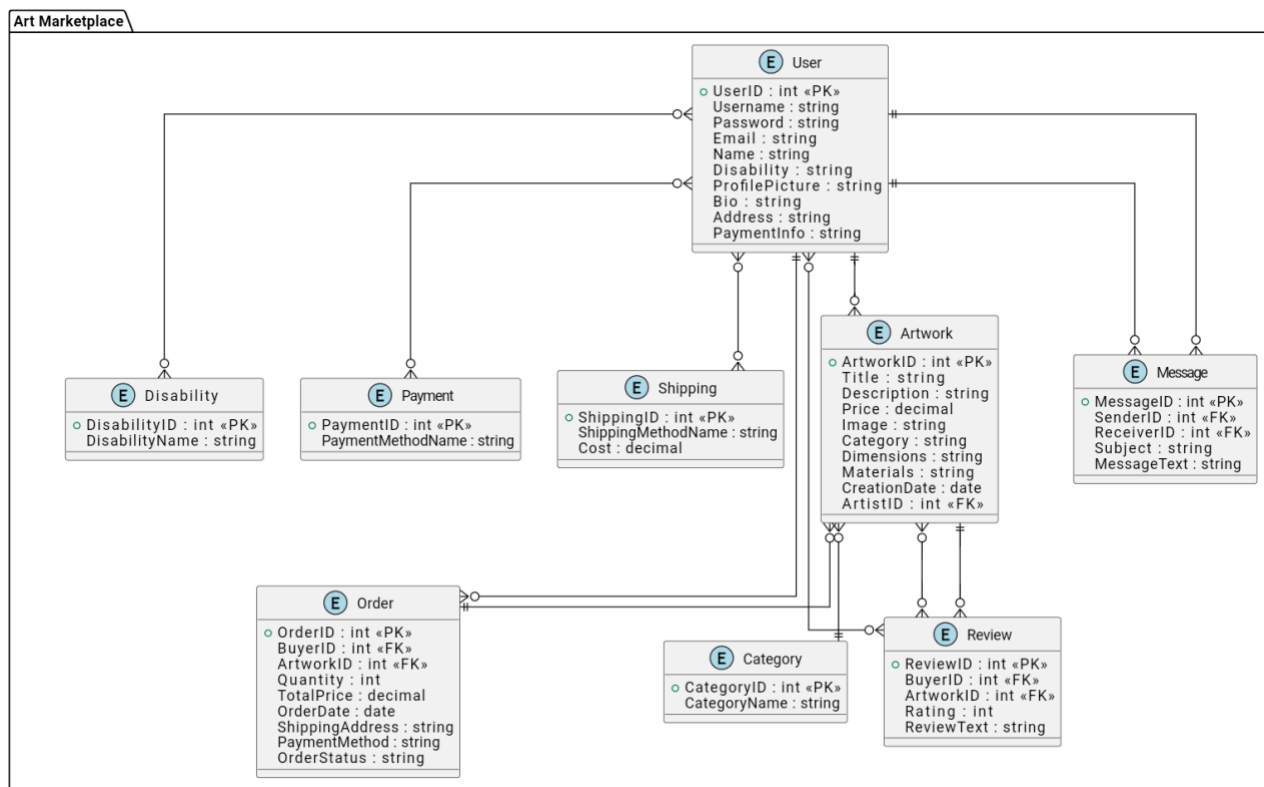 Art Marketplace
E User
UserID : int «PK»
Username : string
Password : string
Email : string
Name : string
Disability : string
ProfilePicture : string
Bio : string
Address : string
PaymentInfo : string
E Disability
DisabilityID : int «PK»
DisabilityName : string
E Payment
PaymentID : int «PK»
PaymentMethodName : string
E Shipping
ShippingID : int «PK»
ShippingMethodName : string
Cost : decimal
E Artwork
ArtworkID : int «PK»
Title : string
Description : string
Price : decimal
Image : string
Category : string
Dimensions : string
Materials : string
CreationDate : date
ArtistID : int «FK»
E Message
MessageID : int «PK»
SenderID : int «FK»
ReceiverID : int «FK»
Subject : string
MessageText : string
E Order
OrderID : int «PK»
BuyerID : int «FK»
ArtworkID : int «FK»
Quantity : int
TotalPrice : decimal
OrderDate : date
ShippingAddress : string
PaymentMethod : string
OrderStatus : string
E Category
CategoryID : int «PK»
CategoryName : string
E Review
ReviewID : int «PK»
BuyerID : int «FK»
ArtworkID : int «FK»
Rating : int
ReviewText : string